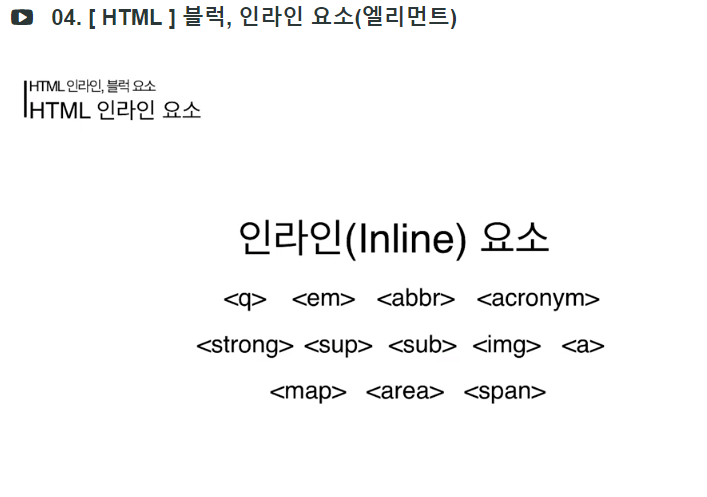 04. [ HTML ] 블럭, 인라인 요소(엘리먼트)
HTML 인라인, 블럭 요소
HTML 인라인 요소
인라인(Inline) 요소
<q> <em> <abbr> <acronym>
<strong> <sup> <sub> <img> <a>
<map> <area> <span>